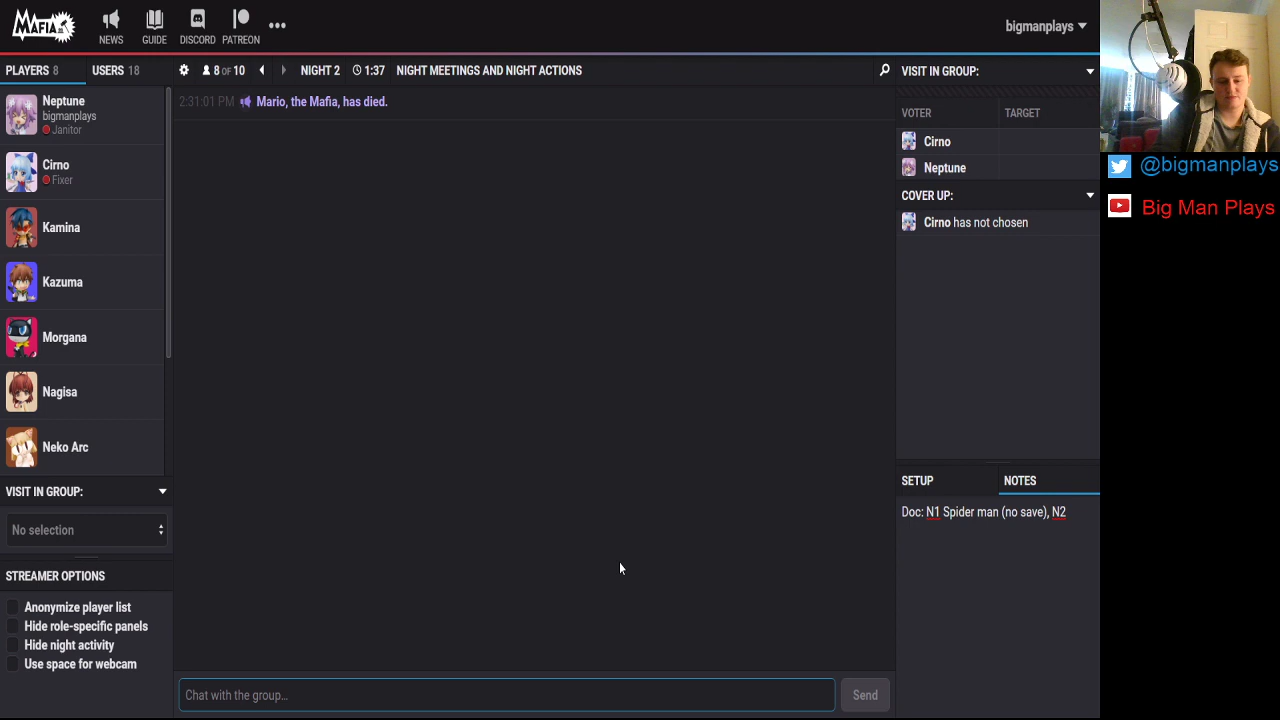 MAFIA
NEWS
GUIDE
DISCORD
PATREON
•••
bigmanplays
PLAYERS 8
USERS 18
8 OF 10
NIGHT 2
1:37
NIGHT MEETINGS AND NIGHT ACTIONS
Neptune
bigmanplays
Janitor
Cirno
Fixer
Kamina
Kazuma
Morgana
Nagisa
Neko Arc
VISIT IN GROUP:
No selection
STREAMER OPTIONS
Anonymize player list
Hide role-specific panels
Hide night activity
Use space for webcam
2:31:01 PM Mario, the Mafia, has died.
Chat with the group...
Send
VISIT IN GROUP:
VOTER TARGET
Cirno
Neptune
COVER UP:
Cirno has not chosen
SETUP
NOTES
Doc: N1 Spider man (no save), N2
@bigmanplays
Big Man Plays